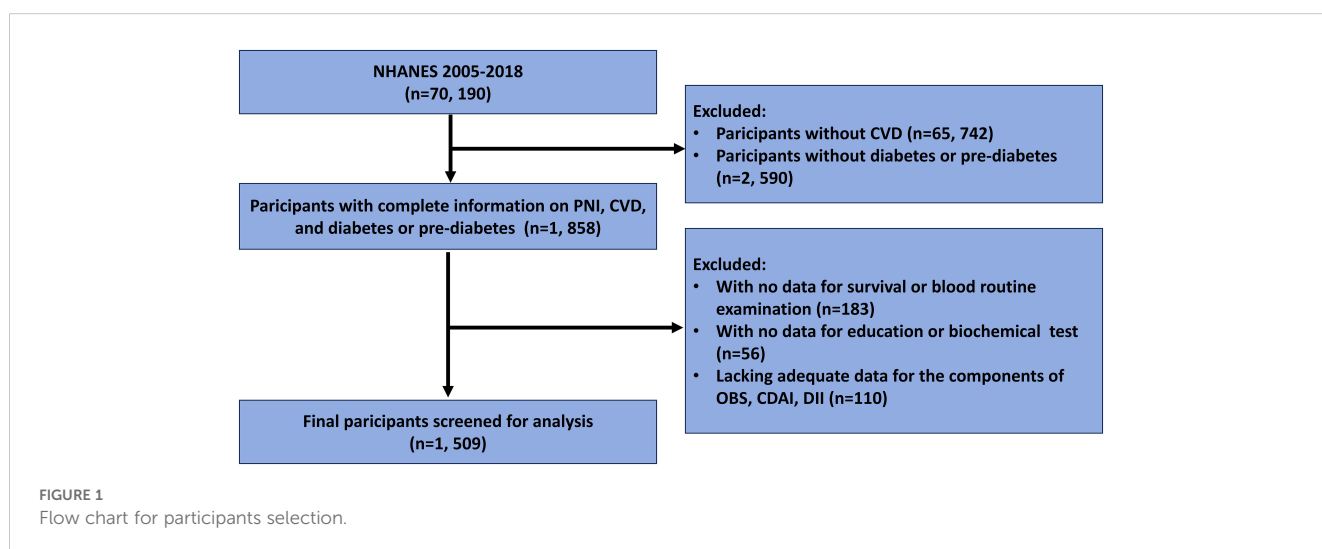 NHANES 2005-2018
(n=70, 190)
Excluded:
• Paricipants without CVD (n=65, 742)
• Paricipants without diabetes or pre-diabetes
(n=2, 590)
Paricipants with complete information on PNI, CVD,
and diabetes or pre-diabetes (n=1, 858)
Excluded:
• With no data for survival or blood routine
examination (n=183)
• With no data for education or biochemical test
(n=56)
• Lacking adequate data for the components of
OBS, CDAI, DII (n=110)
Final paricipants screened for analysis
(n=1, 509)
FIGURE 1
Flow chart for participants selection.